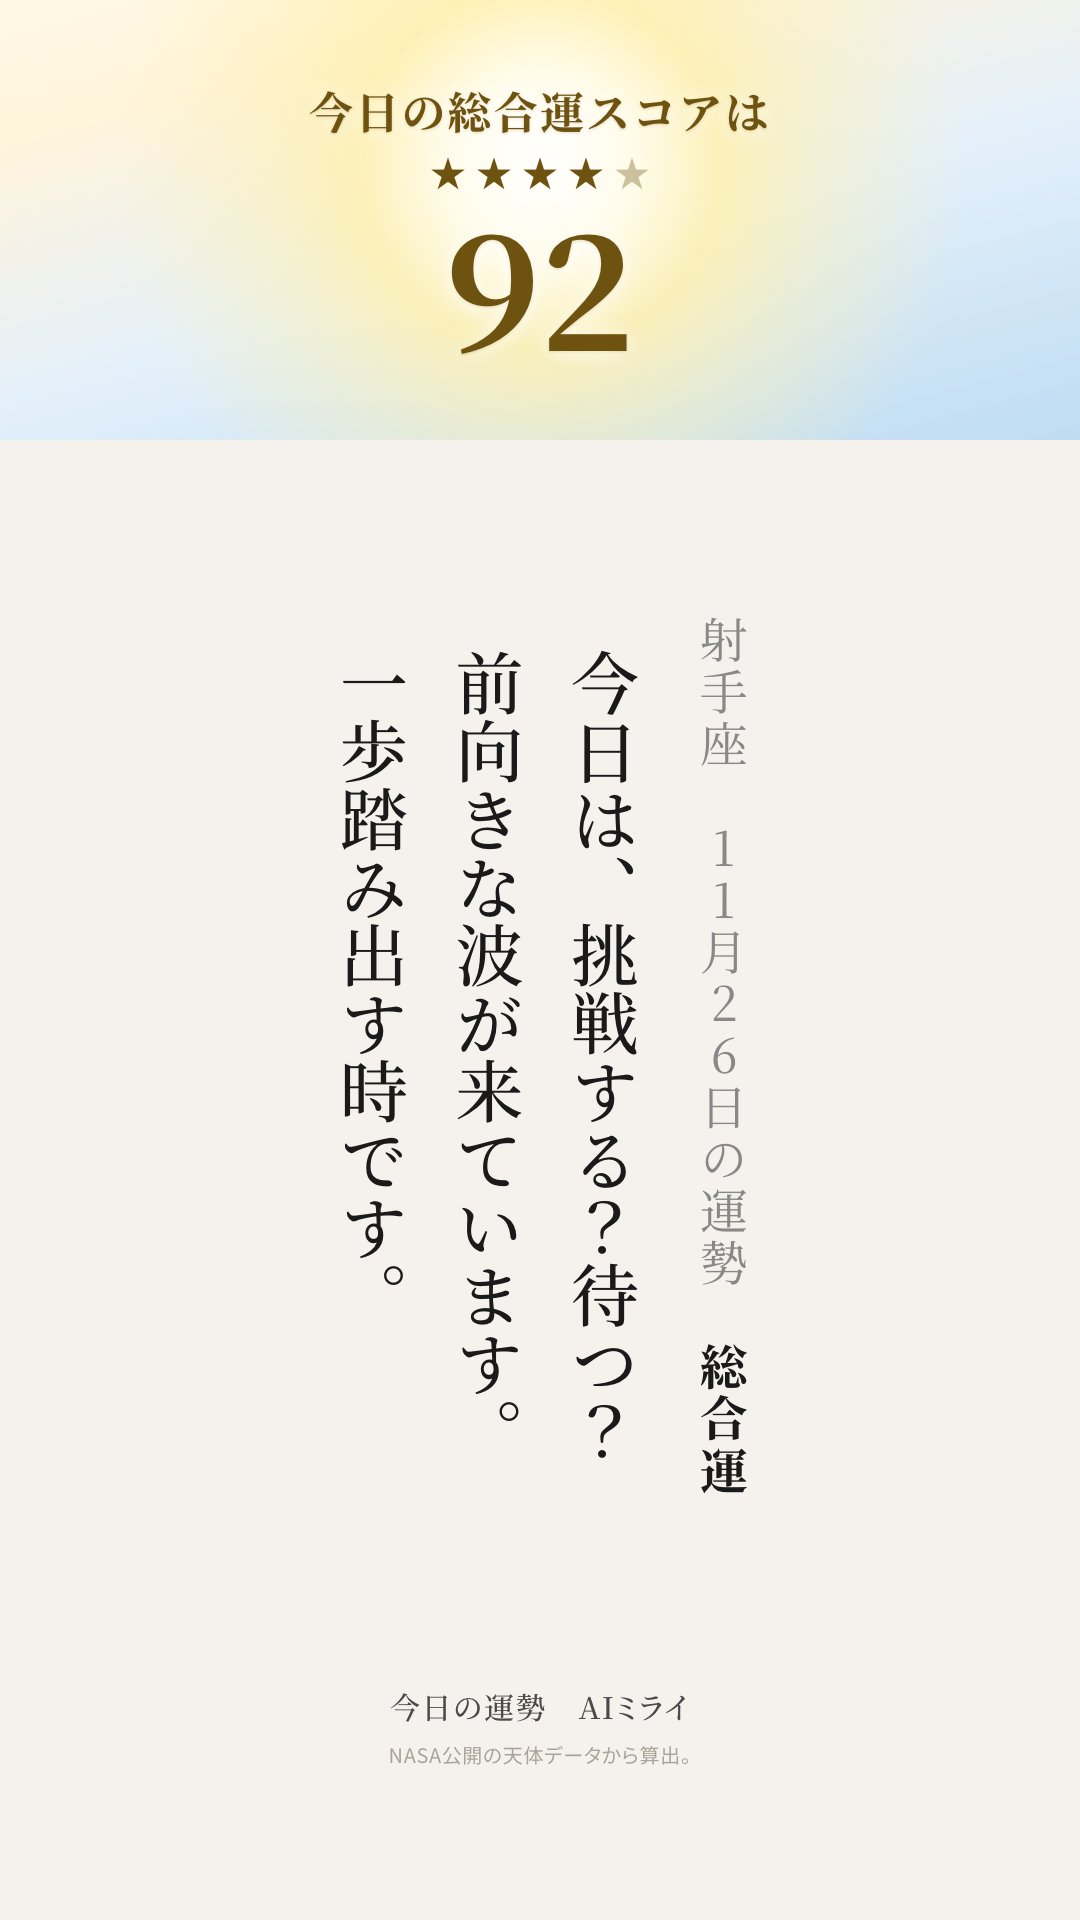 今日の総合運スコアは
★★★★★
92
射手座　11月26日の運勢　総合運
今日は、挑戦する？待つ？
前向きな波が来ています。
一歩踏み出す時です。
今日の運勢　AIミライ
NASA公開の天体データから算出。